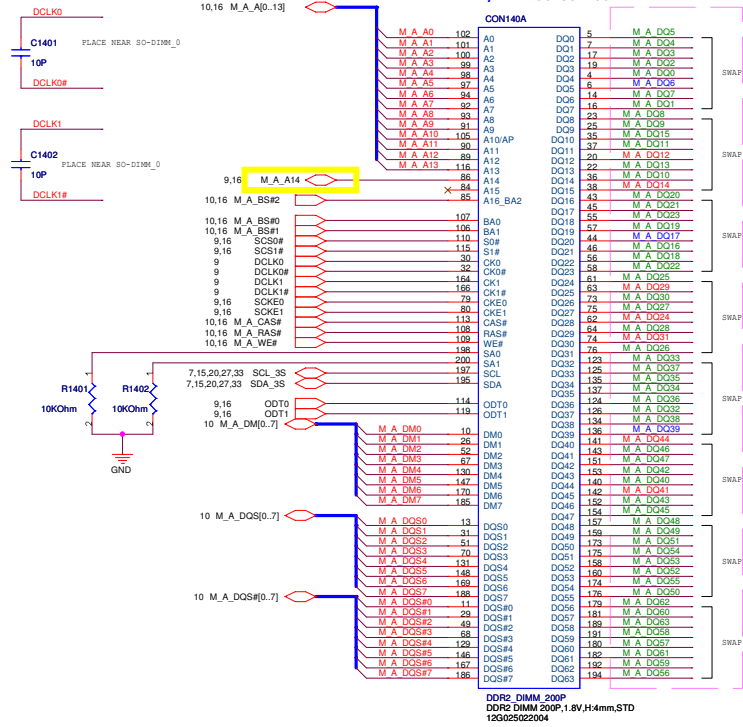 DCLK0
C1401
10P
PLACE NEAR SO-DIMM_0
DCLK0#
DCLK1
C1402
10P
PLACE NEAR SO-DIMM_0
DCLK1#
10,16 M_A_A[0..13]
CON140A
M_A_A0 102 A0 DQ0 5 M_A_DQ5
M_A_A1 101 A1 DQ1 7 M_A_DQ4
M_A_A2 100 A2 DQ2 17 M_A_DQ3
M_A_A3 99 A3 DQ3 19 M_A_DQ2
M_A_A4 98 A4 DQ4 4 M_A_DQ0
M_A_A5 97 A5 DQ5 6 M_A_DQ6
M_A_A6 94 A6 DQ6 14 M_A_DQ7
M_A_A7 92 A7 DQ7 16 M_A_DQ1
SWAP
M_A_A8 93 A8 DQ8 23 M_A_DQ8
M_A_A9 91 A9 DQ9 25 M_A_DQ9
M_A_A10 105 A10/AP DQ10 35 M_A_DQ15
M_A_A11 90 A11 DQ11 37 M_A_DQ11
M_A_A12 89 A12 DQ12 20 M_A_DQ12
M_A_A13 116 A13 DQ13 22 M_A_DQ13
9,16 M_A_A14 86 A14 DQ14 36 M_A_DQ10
84 A15 DQ15 38 M_A_DQ14
SWAP
10,16 M_A_BS#2 85 A16_BA2 DQ16 43 M_A_DQ20
DQ17 45 M_A_DQ21
10,16 M_A_BS#0 107 BA0 DQ18 55 M_A_DQ23
10,16 M_A_BS#1 106 BA1 DQ19 57 M_A_DQ19
9,16 SCS0# 110 S0# DQ20 44 M_A_DQ17
9,16 SCS1# 115 S1# DQ21 46 M_A_DQ16
9 DCLK0 30 CK0 DQ22 56 M_A_DQ18
9 DCLK0# 32 CK0# DQ23 58 M_A_DQ22
SWAP
9 DCLK1 164 CK1 DQ24 61 M_A_DQ25
9 DCLK1# 166 CK1# DQ25 63 M_A_DQ29
9,16 SCKE0 79 CKE0 DQ26 73 M_A_DQ30
9,16 SCKE1 80 CKE1 DQ27 75 M_A_DQ27
10,16 M_A_CAS# 113 CAS# DQ28 62 M_A_DQ24
10,16 M_A_RAS# 108 RAS# DQ29 64 M_A_DQ28
10,16 M_A_WE# 109 WE# DQ30 74 M_A_DQ31
198 SA0 DQ31 76 M_A_DQ26
SWAP
200 SA1 DQ32 123 M_A_DQ33
7,15,20,27,33 SCL_3S 197 SCL DQ33 125 M_A_DQ37
7,15,20,27,33 SDA_3S 195 SDA DQ34 135 M_A_DQ35
DQ35 137 M_A_DQ34
9,16 ODT0 114 ODT0 DQ36 124 M_A_DQ36
9,16 ODT1 119 ODT1 DQ37 126 M_A_DQ32
10 M_A_DM[0..7] DQ38 134 M_A_DQ38
M_A_DM0 10 DM0 DQ39 136 M_A_DQ39
SWAP
M_A_DM1 26 DM1 DQ40 141 M_A_DQ44
M_A_DM2 52 DM2 DQ41 143 M_A_DQ46
M_A_DM3 67 DM3 DQ42 151 M_A_DQ47
M_A_DM4 130 DM4 DQ43 153 M_A_DQ42
M_A_DM5 147 DM5 DQ44 140 M_A_DQ40
M_A_DM6 170 DM6 DQ45 142 M_A_DQ41
M_A_DM7 185 DM7 DQ46 152 M_A_DQ43
DQ47 154 M_A_DQ45
SWAP
R1401
10KOhm
1
2
R1402
10KOhm
1
2
GND
10 M_A_DQS[0..7]
M_A_DQS0 13 DQS0 DQ48 157 M_A_DQ48
M_A_DQS1 31 DQS1 DQ49 159 M_A_DQ49
M_A_DQS2 51 DQS2 DQ50 173 M_A_DQ51
M_A_DQS3 70 DQS3 DQ51 175 M_A_DQ54
M_A_DQS4 131 DQS4 DQ52 158 M_A_DQ53
M_A_DQS5 148 DQS5 DQ53 160 M_A_DQ52
M_A_DQS6 169 DQS6 DQ54 174 M_A_DQ55
M_A_DQS7 188 DQS7 DQ55 176 M_A_DQ50
SWAP
10 M_A_DQS#[0..7]
M_A_DQS#0 11 DQS#0 DQ56 179 M_A_DQ62
M_A_DQS#1 29 DQS#1 DQ57 181 M_A_DQ60
M_A_DQS#2 49 DQS#2 DQ58 189 M_A_DQ63
M_A_DQS#3 68 DQS#3 DQ59 191 M_A_DQ58
M_A_DQS#4 129 DQS#4 DQ60 180 M_A_DQ57
M_A_DQS#5 146 DQS#5 DQ61 182 M_A_DQ61
M_A_DQS#6 167 DQS#6 DQ62 192 M_A_DQ59
M_A_DQS#7 186 DQS#7 DQ63 194 M_A_DQ56
SWAP
DDR2_DIMM_200P
DDR2 DIMM 200P,1.8V,H:4mm,STD
12G025022004